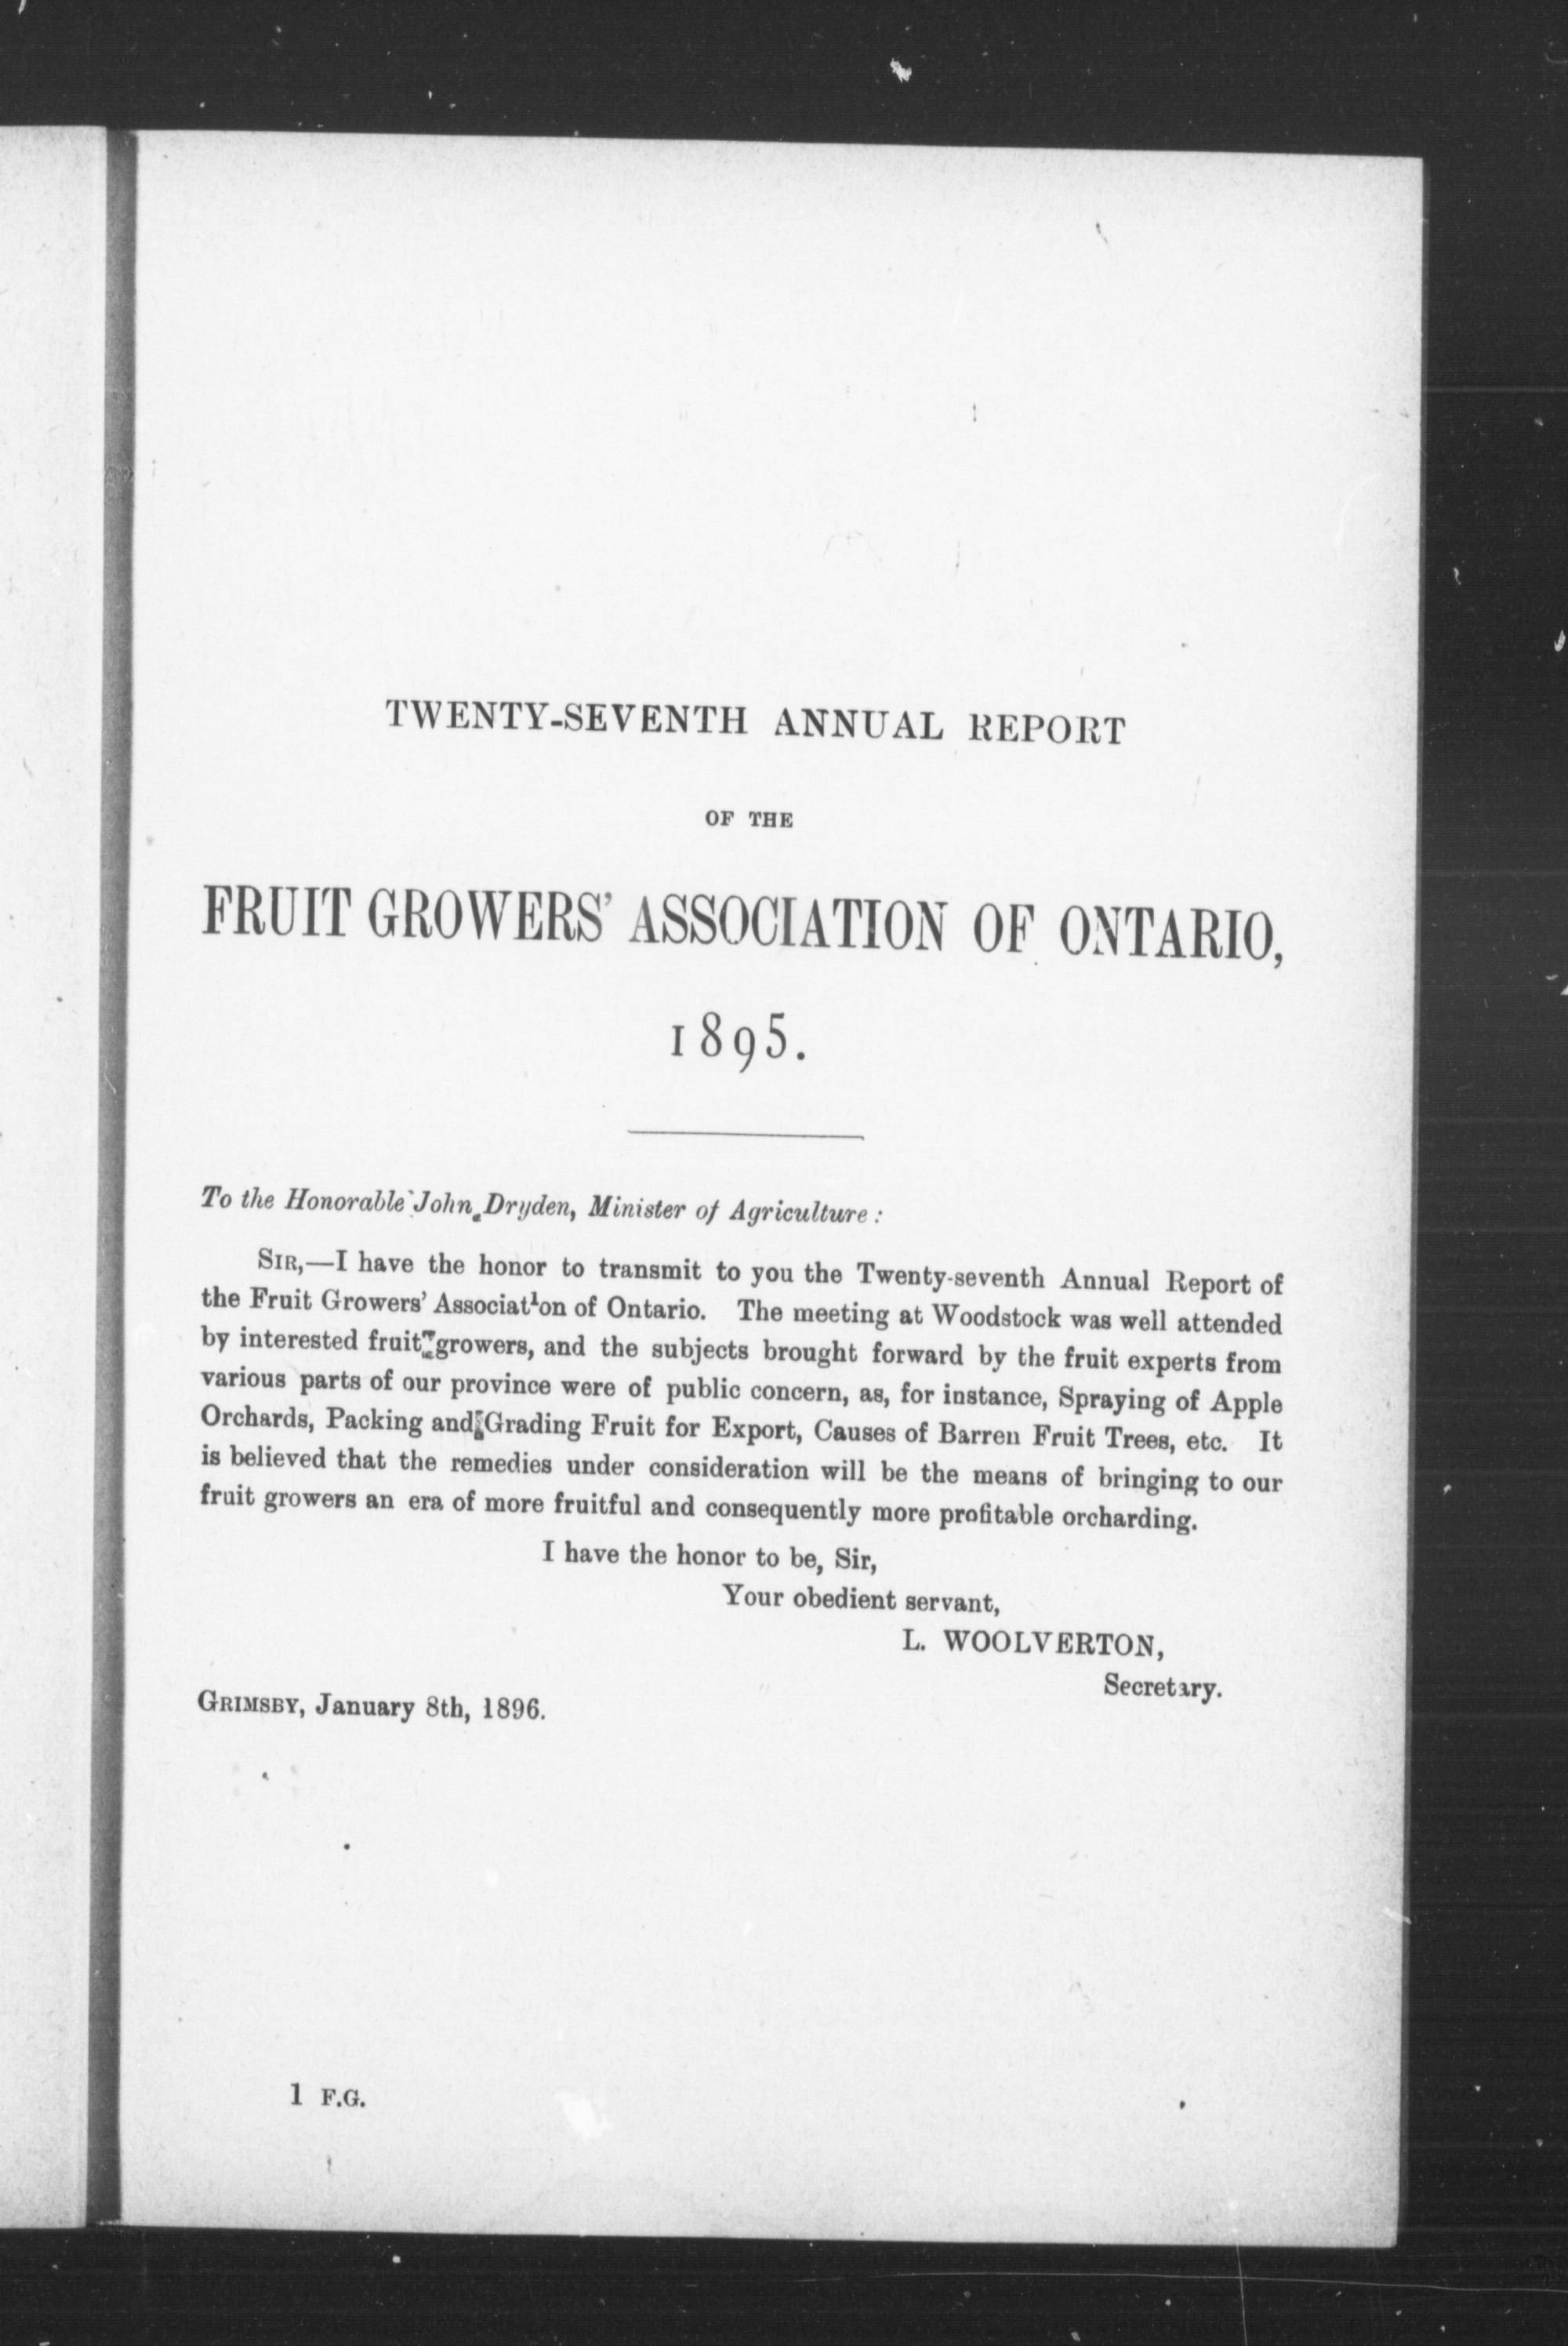 TWENTY-SEVENTH ANNUAL REPORT
OF THE
FRUIT GROWERS' ASSOCIATION OF ONTARIO,
1895.
To the Honorable John Dryden, Minister of Agriculture :
SIR,—I have the honor to transmit to you the Twenty-seventh Annual Report of
the Fruit Growers' Association of Ontario. The meeting at Woodstock was well attended
by interested fruit growers, and the subjects brought forward by the fruit experts from
various parts of our province were of public concern, as, for instance, Spraying of Apple
Orchards, Packing and Grading Fruit for Export, Causes of Barren Fruit Trees, etc. It
is believed that the remedies under consideration will be the means of bringing to our
fruit growers an era of more fruitful and consequently more profitable orcharding.
I have the honor to be, Sir,
Your obedient servant,
L. WOOLVERTON,
Secretary.
GRIMSBY, January 8th, 1896.
1 F.G.